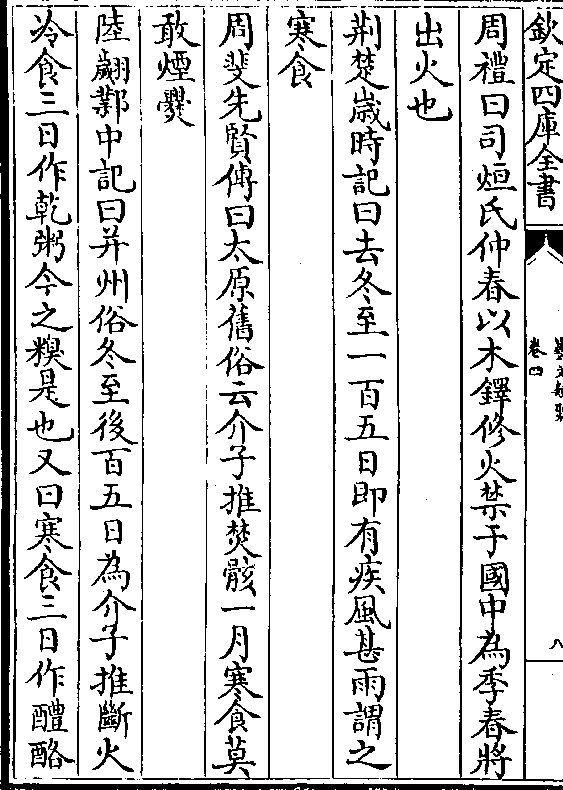 欽定四庫全書
藝文類聚
卷四
八
周禮曰司烜氏仲春以木鐸修火禁于國中為季春將
出火也
荆楚歲時記曰去冬至一百五日即有疾風甚雨謂之
寒食
周斐先賢傳曰太原舊俗云介子推焚骸一月寒食莫
敢煙爨
陸翽鄴中記曰并州俗冬至後百五日為介子推斷火
冷食三日作乾粥今之糗是也又曰寒食三日作醴酪